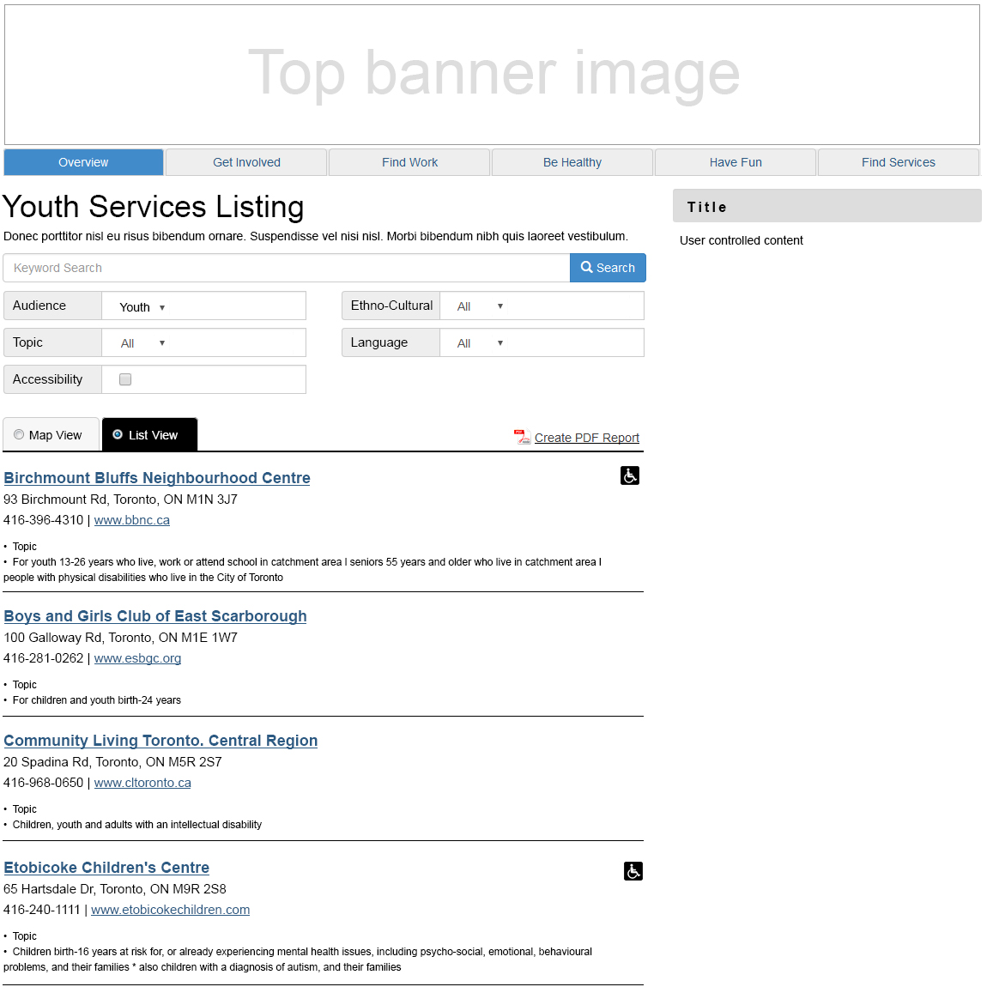 Top banner image
Overview
Get Involved
Find Work
Be Healthy
Have Fun
Find Services
Youth Services Listing
Donec porttitor nisl eu risus bibendum ornare. Suspendisse vel nisi nisl. Morbi bibendum nibh quis laoreet vestibulum.
Keyword Search
Search
Audience
Youth
Ethno-Cultural
All
Topic
All
Language
All
Accessibility
Map View
List View
Create PDF Report
Birchmount Bluffs Neighbourhood Centre
93 Birchmount Rd, Toronto, ON M1N 3J7
416-396-4310 | www.bbnc.ca
• Topic
• For youth 13-26 years who live, work or attend school in catchment area l seniors 55 years and older who live in catchment area l
people with physical disabilities who live in the City of Toronto
Boys and Girls Club of East Scarborough
100 Galloway Rd, Toronto, ON M1E 1W7
416-281-0262 | www.esbgc.org
• Topic
• For children and youth birth-24 years
Community Living Toronto. Central Region
20 Spadina Rd, Toronto, ON M5R 2S7
416-968-0650 | www.cltoronto.ca
• Topic
• Children, youth and adults with an intellectual disability
Etobicoke Children's Centre
65 Hartsdale Dr, Toronto, ON M9R 2S8
416-240-1111 | www.etobicokechildren.com
• Topic
• Children birth-16 years at risk for, or already experiencing mental health issues, including psycho-social, emotional, behavioural
problems, and their families * also children with a diagnosis of autism, and their families
Title
User controlled content